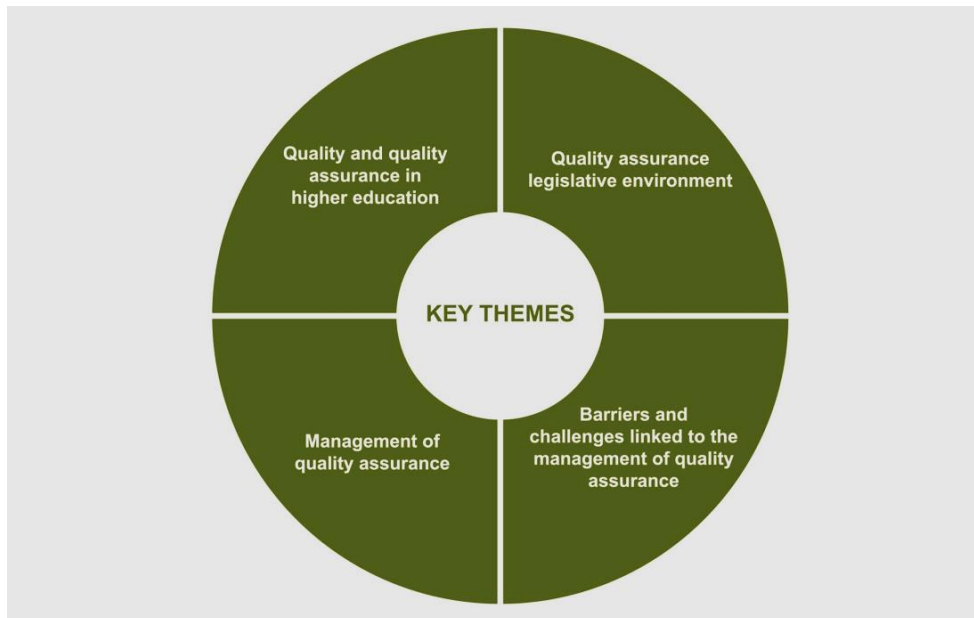 Quality and quality
assurance in
higher education
Quality assurance
legislative environment
KEY THEMES
Management of
quality assurance
Barriers and
challenges linked to the
management of quality
assurance